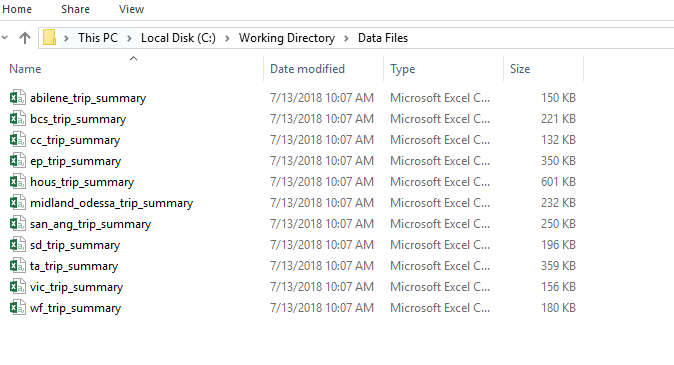 Home Share View
This PC Local Disk (C:) Working Directory Data Files
Name Date modified Type Size
abilene_trip_summary 7/13/2018 10:07 AM Microsoft Excel C... 150 KB
bcs_trip_summary 7/13/2018 10:07 AM Microsoft Excel C... 221 KB
cc_trip_summary 7/13/2018 10:07 AM Microsoft Excel C... 132 KB
ep_trip_summary 7/13/2018 10:07 AM Microsoft Excel C... 350 KB
hous_trip_summary 7/13/2018 10:07 AM Microsoft Excel C... 601 KB
midland_odessa_trip_summary 7/13/2018 10:07 AM Microsoft Excel C... 232 KB
san_ang_trip_summary 7/13/2018 10:07 AM Microsoft Excel C... 250 KB
sd_trip_summary 7/13/2018 10:07 AM Microsoft Excel C... 196 KB
ta_trip_summary 7/13/2018 10:07 AM Microsoft Excel C... 359 KB
vic_trip_summary 7/13/2018 10:07 AM Microsoft Excel C... 156 KB
wf_trip_summary 7/13/2018 10:07 AM Microsoft Excel C... 180 KB